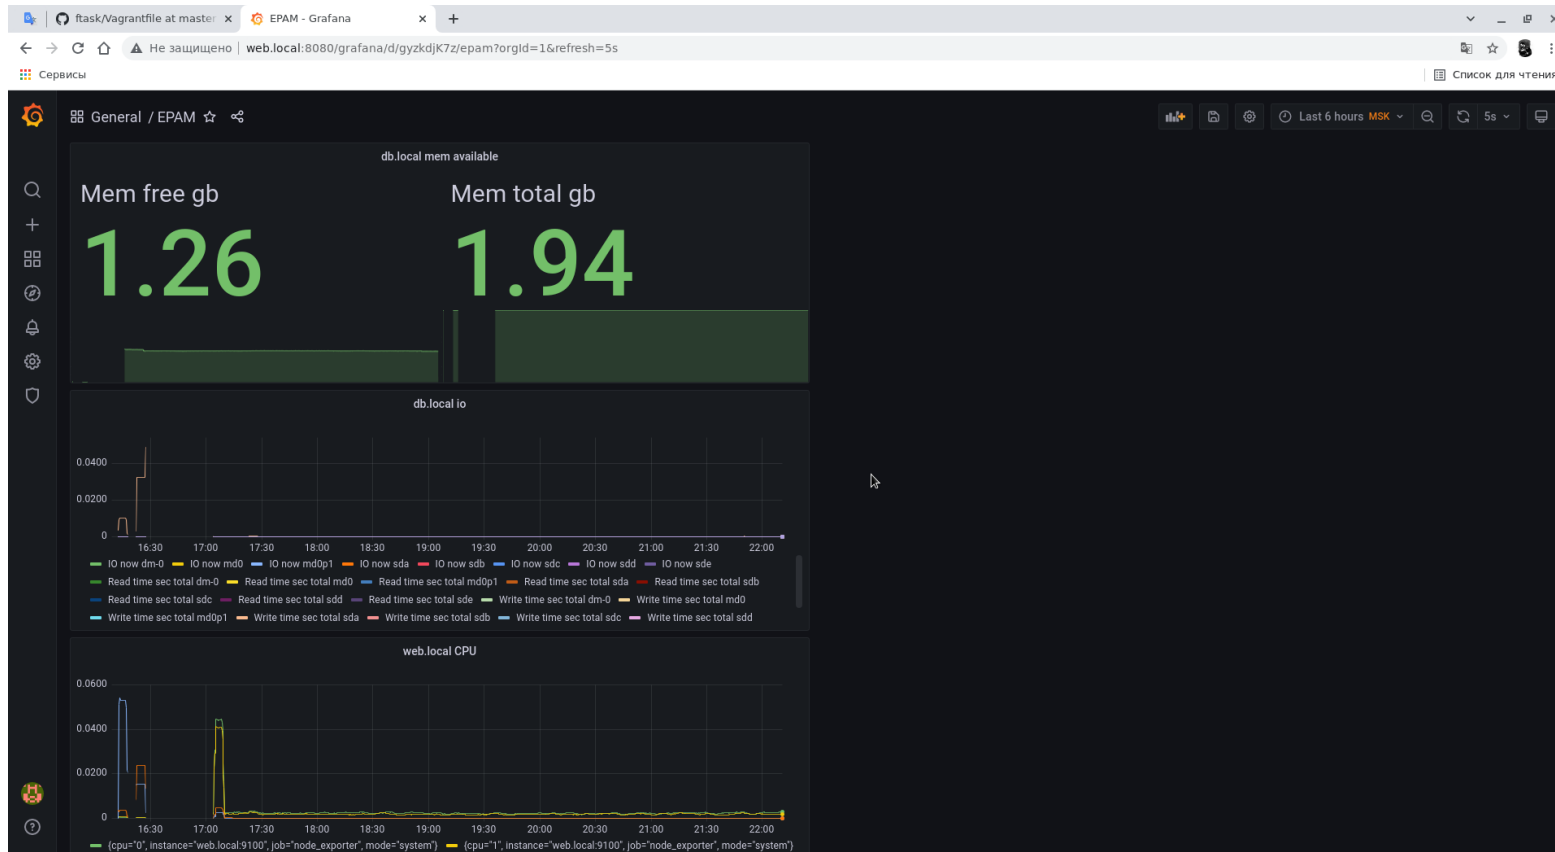 ftask/Vagrantfile at master
EPAM - Grafana
Не защищено
web.local:8080/grafana/d/gyzkdjK7z/epam?orgId=1&refresh=5s
Сервисы
Список для чтения
General / EPAM
Last 6 hours MSK
5s
db.local mem available
Mem free gb
Mem total gb
1.26
1.94
db.local io
0.0400
0.0200
0
16:30 17:00 17:30 18:00 18:30 19:00 19:30 20:00 20:30 21:00 21:30 22:00
IO now dm-0 IO now md0 IO now md0p1 IO now sda IO now sdb IO now sdc IO now sdd IO now sde
Read time sec total dm-0 Read time sec total md0 Read time sec total md0p1 Read time sec total sda Read time sec total sdb
Read time sec total sdc Read time sec total sdd Read time sec total sde Write time sec total dm-0 Write time sec total md0
Write time sec total md0p1 Write time sec total sda Write time sec total sdb Write time sec total sdc Write time sec total sdd
web.local CPU
0.0600
0.0400
0.0200
0
16:30 17:00 17:30 18:00 18:30 19:00 19:30 20:00 20:30 21:00 21:30 22:00
{cpu="0", instance="web.local:9100", job="node_exporter", mode="system"} {cpu="1", instance="web.local:9100", job="node_exporter", mode="system"}